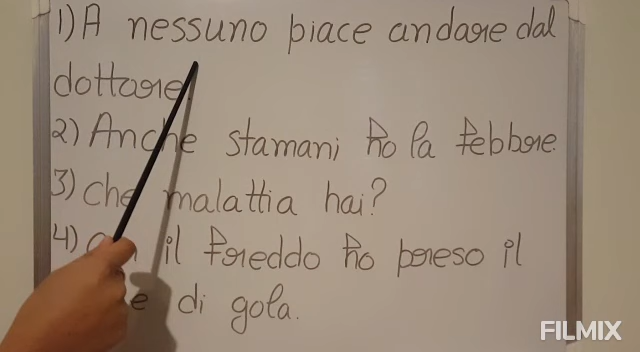 1) A nessuno piace andare dal
dottore.
2) Anche stamani ho la febbre.
3) che malattia hai?
4) il freddo ho preso il
di gola.
FILMIX